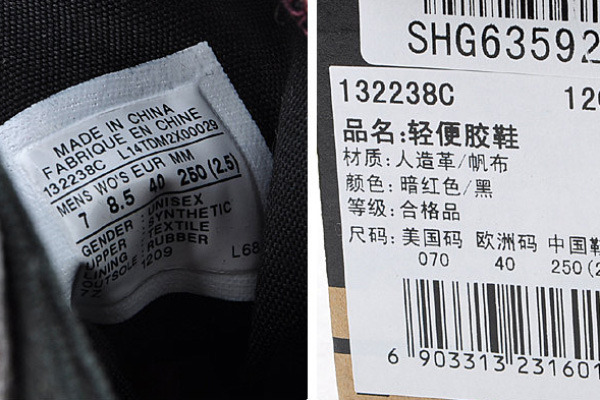 MADE IN CHINA
FABRIQUE EN CHINE
132238C L14TDM2X00029
MENS WO'S EUR MM
7 8.5 40 250 (2.5)
GENDER UNISEX
UPPER SYNTHETIC
LINING TEXTILE
OUTSOLE RUBBER
1209
L68
SHG63592
132238C
品名:轻便胶鞋
材质:人造革/帆布
颜色:暗红色/黑
等级:合格品
尺码:美国码 欧洲码 中国鞋
070 40 250(2
6 903313 231601